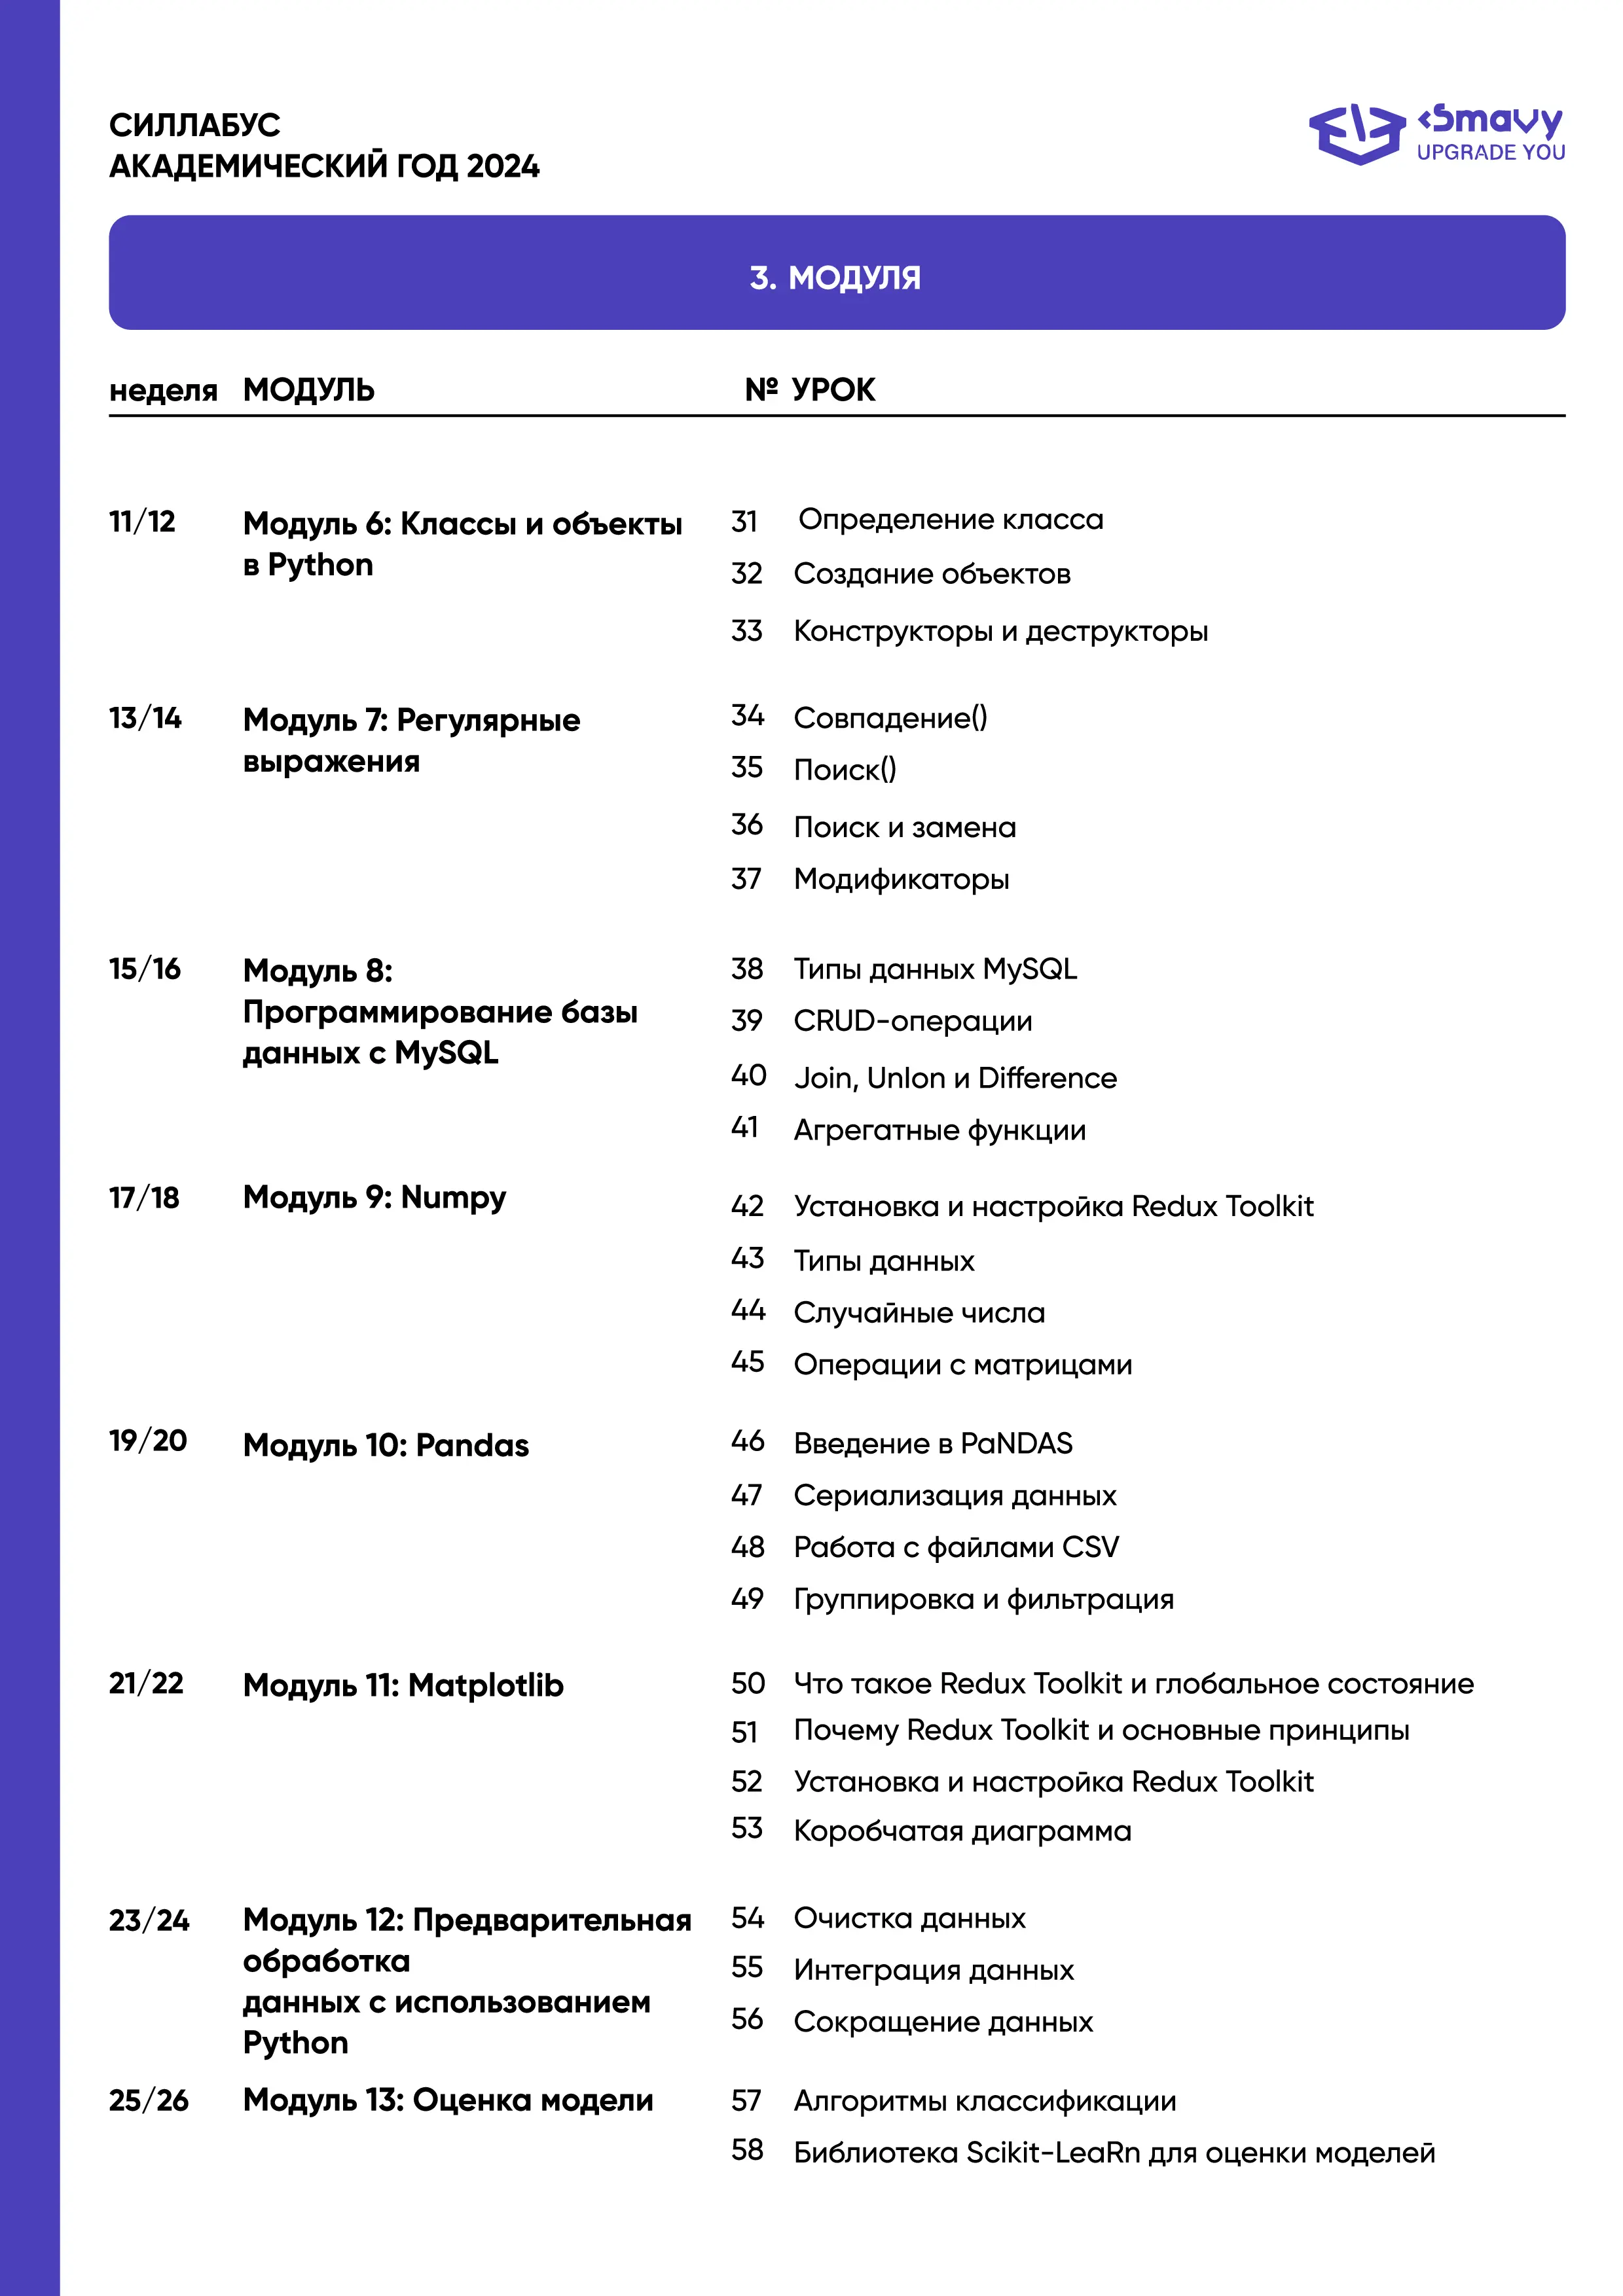 СИЛЛАБУС
АКАДЕМИЧЕСКИЙ ГОД 2024
Smavy
UPGRADE YOU
3. МОДУЛЯ
неделя МОДУЛЬ № УРОК
11/12 Модуль 6: Классы и объекты 31 Определение класса
в Python
32 Создание объектов
33 Конструкторы и деструкторы
13/14 Модуль 7: Регулярные 34 Совпадение()
выражения
35 Поиск()
36 Поиск и замена
37 Модификаторы
15/16 Модуль 8: 38 Типы данных MySQL
Программирование базы 39 CRUD-операции
данных с MySQL
40 Join, UnIon и Difference
41 Агрегатные функции
17/18 Модуль 9: Numpy 42 Установка и настройка Redux Toolkit
43 Типы данных
44 Случайные числа
45 Операции с матрицами
19/20 Модуль 10: Pandas 46 Введение в PaNDAS
47 Сериализация данных
48 Работа с файлами CSV
49 Группировка и фильтрация
21/22 Модуль 11: Matplotlib 50 Что такое Redux Toolkit и глобальное состояние
51 Почему Redux Toolkit и основные принципы
52 Установка и настройка Redux Toolkit
53 Коробчатая диаграмма
23/24 Модуль 12: Предварительная 54 Очистка данных
обработка 55 Интеграция данных
данных с использованием 56 Сокращение данных
Python
25/26 Модуль 13: Оценка модели 57 Алгоритмы классификации
58 Библиотека Scikit-LeaRn для оценки моделей